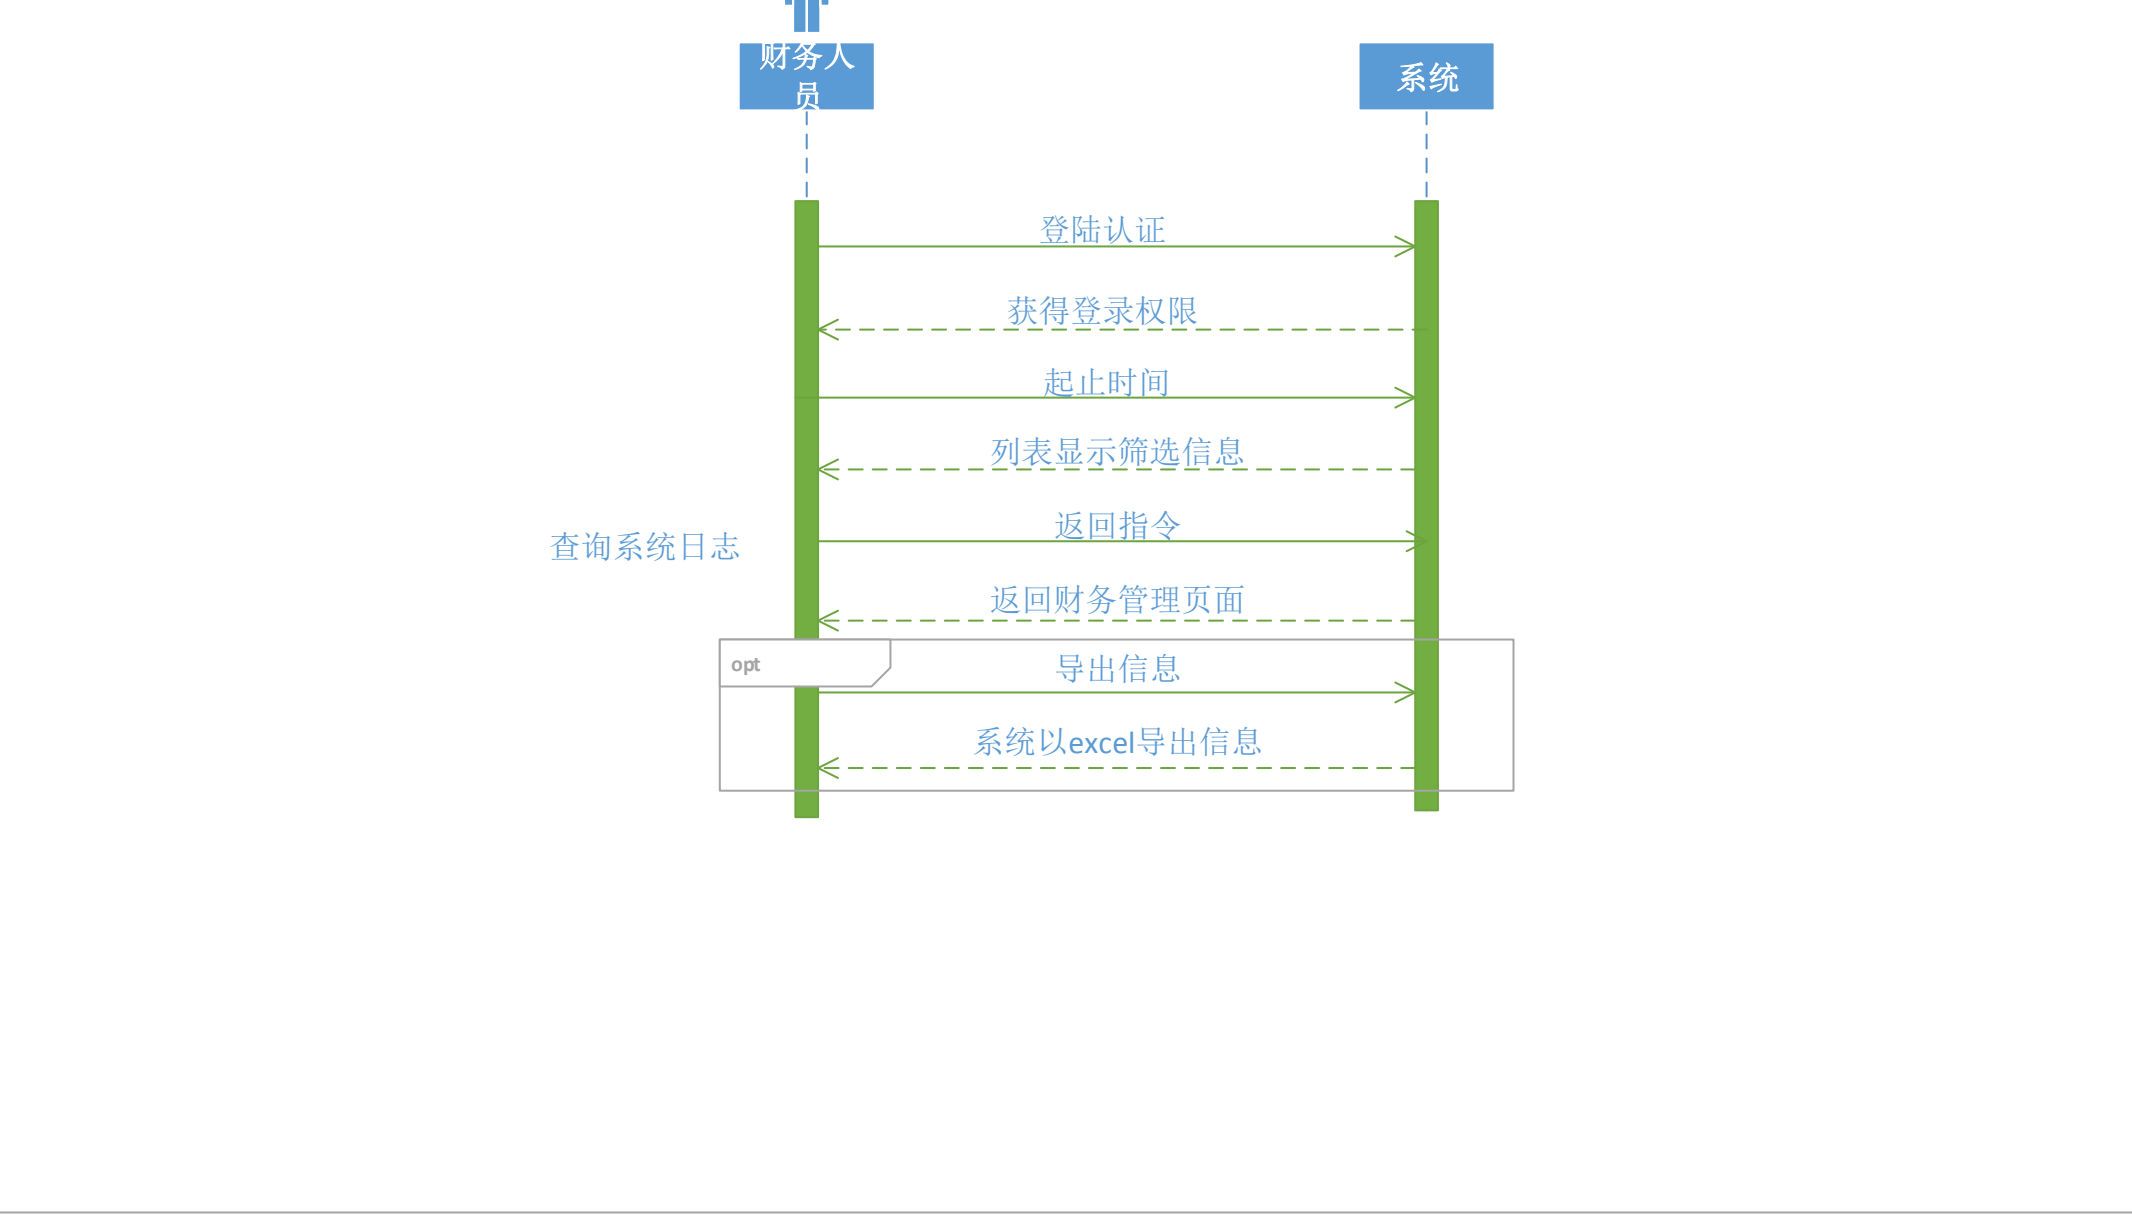 财务人
员
系统
登陆认证
获得登录权限
起止时间
列表显示筛选信息
返回指令
查询系统日志
返回财务管理页面
opt
导出信息
系统以excel导出信息